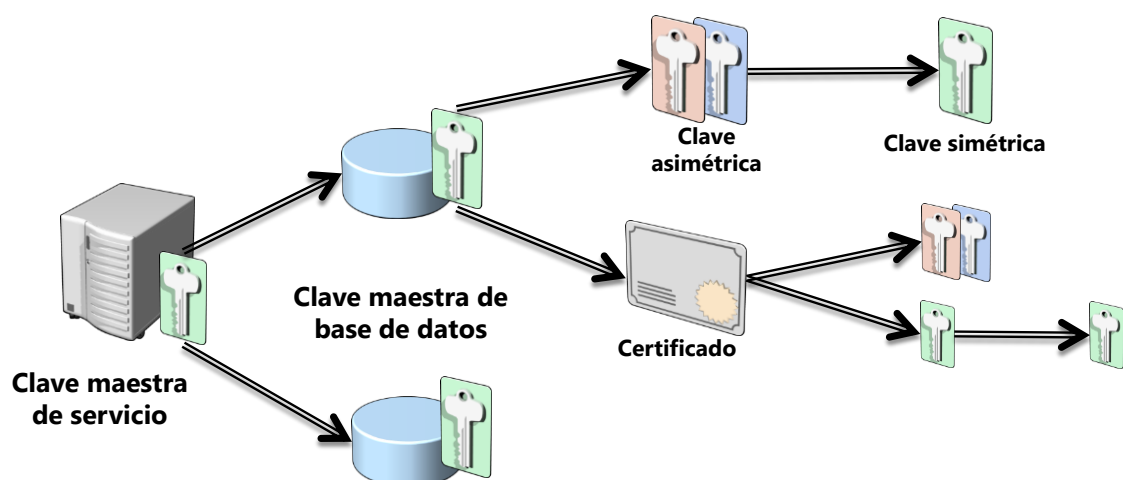 Clave
asimétrica
Clave simétrica
Clave maestra de
base de datos
Certificado
Clave maestra
de servicio